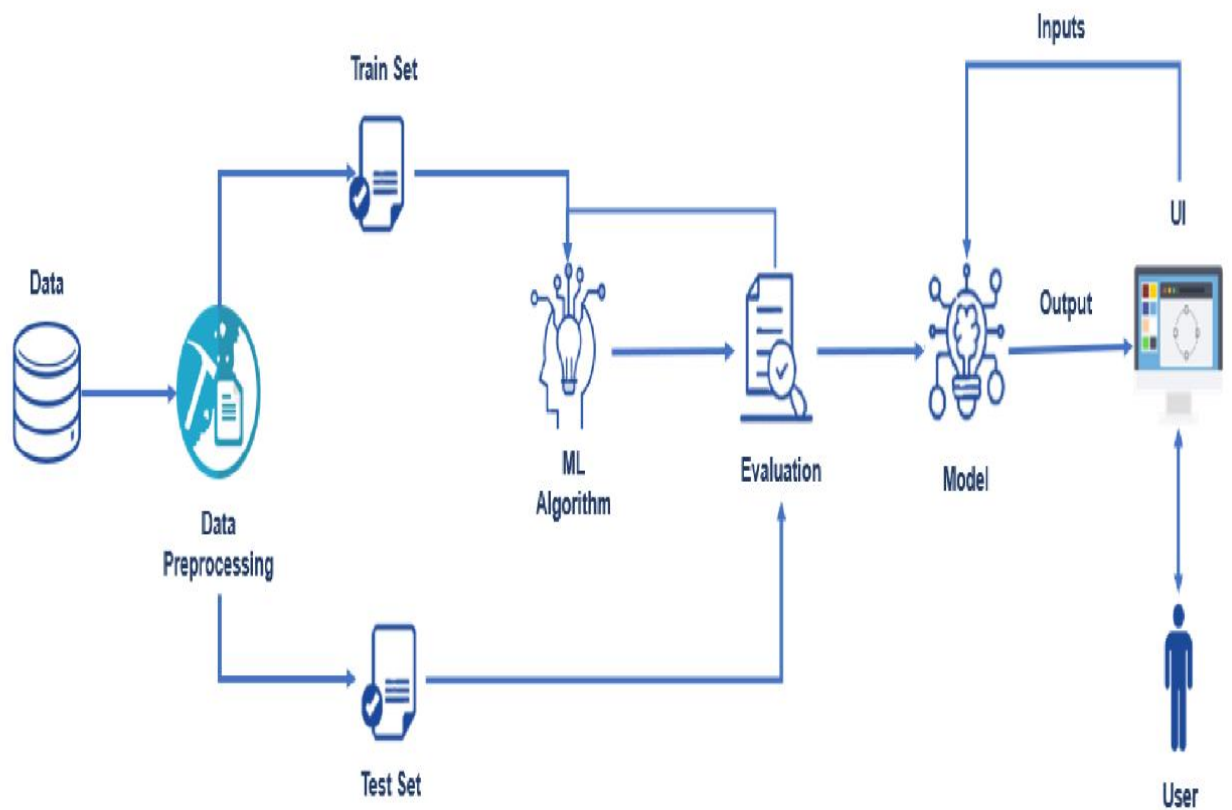 Inputs
Train Set
UI
Data
Output
ML
Algorithm
Evaluation
Model
Data
Preprocessing
Test Set
User